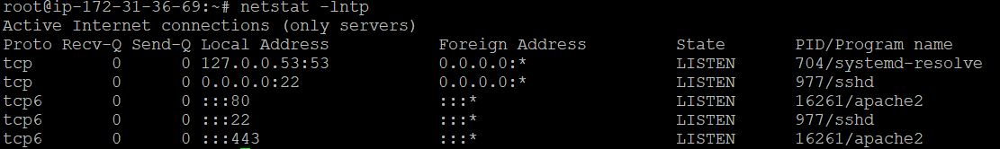 root@ip-172-31-36-69:~# netstat -lntp
Active Internet connections (only servers)
Proto Recv-Q Send-Q Local Address           Foreign Address         State       PID/Program name
tcp        0      0 127.0.0.53:53           0.0.0.0:*               LISTEN      704/systemd-resolve
tcp        0      0 0.0.0.0:22              0.0.0.0:*               LISTEN      977/sshd
tcp6       0      0 :::80                   :::*                    LISTEN      16261/apache2
tcp6       0      0 :::22                   :::*                    LISTEN      977/sshd
tcp6       0      0 :::443                  :::*                    LISTEN      16261/apache2